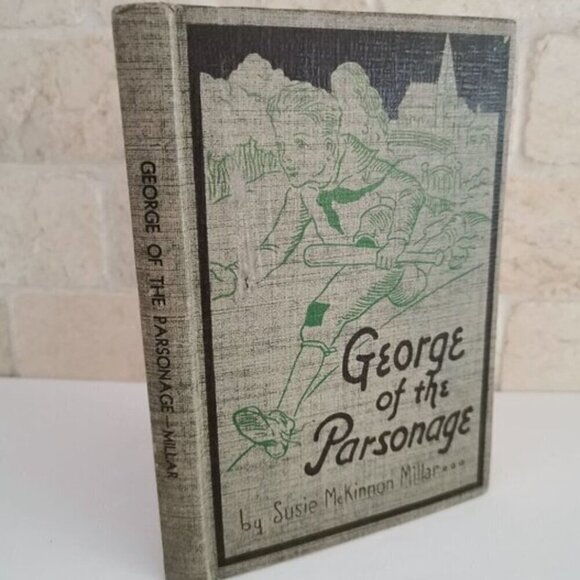 GEORGE OF THE PARSONAGE—MILLAR
GEORGE
of the
Parsonage
by Susie McKinnon Millar...